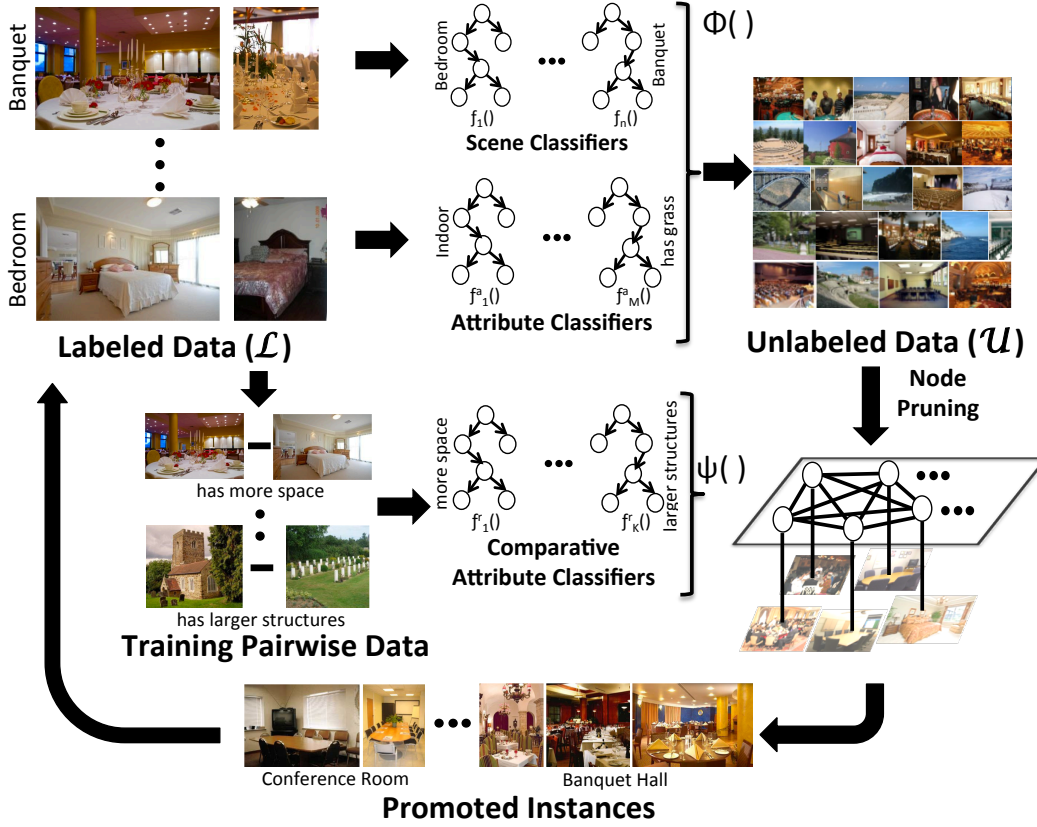 Banquet
Bedroom
Labeled Data (ℒ)
Bedroom
Banquet
f₁()
fₙ()
Scene Classifiers
Indoor
has grass
fᵃ₁()
fᵃ_M()
Attribute Classifiers
Φ( )
Unlabeled Data (𝒰)
Node
Pruning
has more space
has larger structures
Training Pairwise Data
more space
larger structures
fʳ₁()
fʳ_K()
Comparative
Attribute Classifiers
ψ( )
Conference Room
Banquet Hall
Promoted Instances